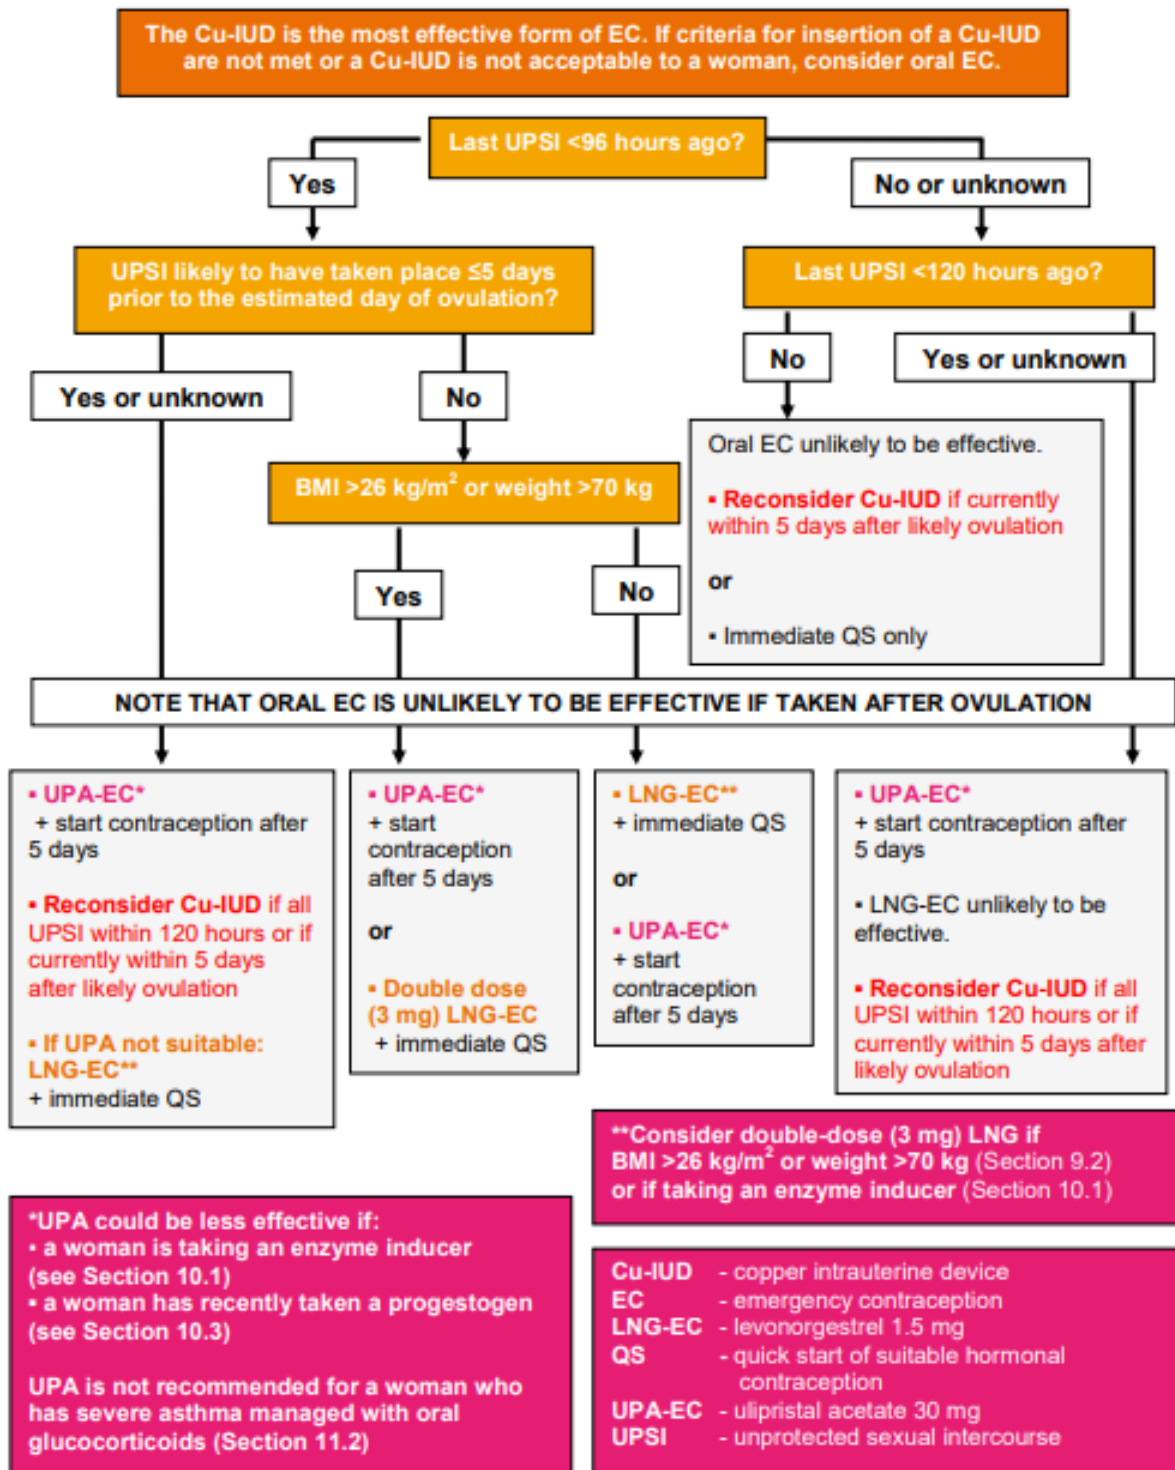 The Cu-IUD is the most effective form of EC. If criteria for insertion of a Cu-IUD
are not met or a Cu-IUD is not acceptable to a woman, consider oral EC.
Last UPSI <96 hours ago?
Yes
No or unknown
UPSI likely to have taken place ≤5 days
prior to the estimated day of ovulation?
Last UPSI <120 hours ago?
Yes or unknown
No
No
Yes or unknown
BMI >26 kg/m² or weight >70 kg
Yes
No
Oral EC unlikely to be effective.
▪ Reconsider Cu-IUD if currently
within 5 days after likely ovulation
or
▪ Immediate QS only
NOTE THAT ORAL EC IS UNLIKELY TO BE EFFECTIVE IF TAKEN AFTER OVULATION
▪ UPA-EC*
+ start contraception after
5 days
▪ Reconsider Cu-IUD if all
UPSI within 120 hours or if
currently within 5 days
after likely ovulation
▪ If UPA not suitable:
LNG-EC**
+ immediate QS
▪ UPA-EC*
+ start
contraception
after 5 days
or
▪ Double dose
(3 mg) LNG-EC
+ immediate QS
▪ LNG-EC**
+ immediate QS
or
▪ UPA-EC*
+ start
contraception
after 5 days
▪ UPA-EC*
+ start contraception after
5 days
▪ LNG-EC unlikely to be
effective.
▪ Reconsider Cu-IUD if all
UPSI within 120 hours or if
currently within 5 days after
likely ovulation
**Consider double-dose (3 mg) LNG if
BMI >26 kg/m² or weight >70 kg (Section 9.2)
or if taking an enzyme inducer (Section 10.1)
*UPA could be less effective if:
▪ a woman is taking an enzyme inducer
(see Section 10.1)
▪ a woman has recently taken a progestogen
(see Section 10.3)
UPA is not recommended for a woman who
has severe asthma managed with oral
glucocorticoids (Section 11.2)
Cu-IUD - copper intrauterine device
EC - emergency contraception
LNG-EC - levonorgestrel 1.5 mg
QS - quick start of suitable hormonal
contraception
UPA-EC - ulipristal acetate 30 mg
UPSI - unprotected sexual intercourse